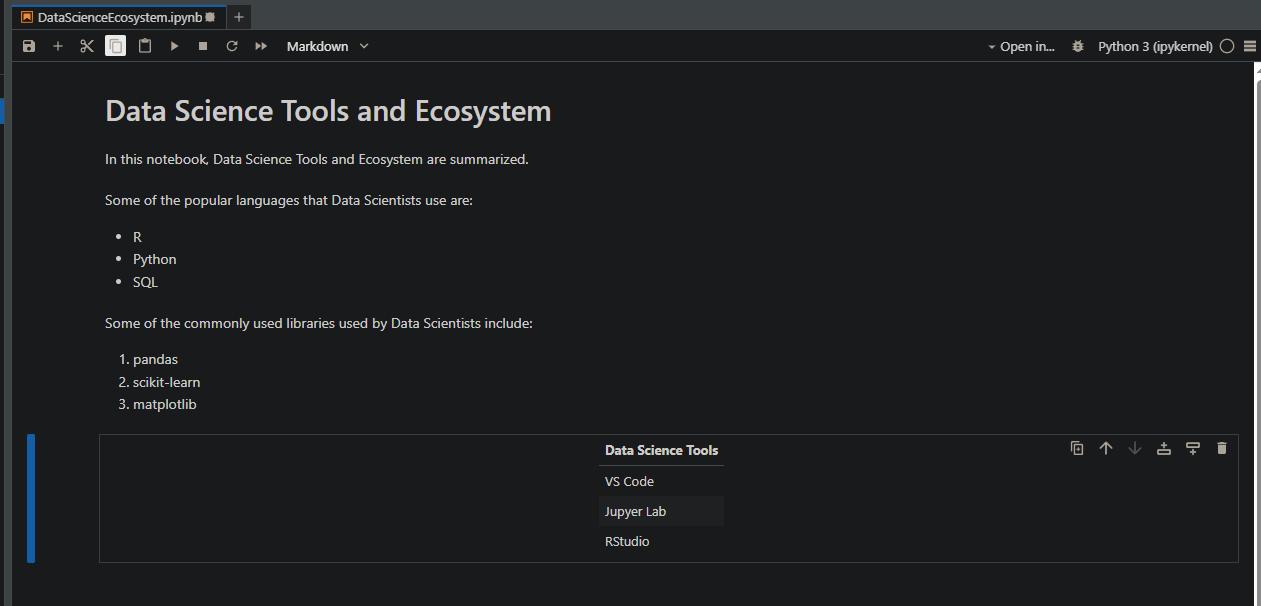 DataScienceEcosystem.ipynb
Markdown
Open in...
Python 3 (ipykernel)
Data Science Tools and Ecosystem
In this notebook, Data Science Tools and Ecosystem are summarized.
Some of the popular languages that Data Scientists use are:
• R
• Python
• SQL
Some of the commonly used libraries used by Data Scientists include:
1. pandas
2. scikit-learn
3. matplotlib
Data Science Tools
VS Code
Jupyer Lab
RStudio